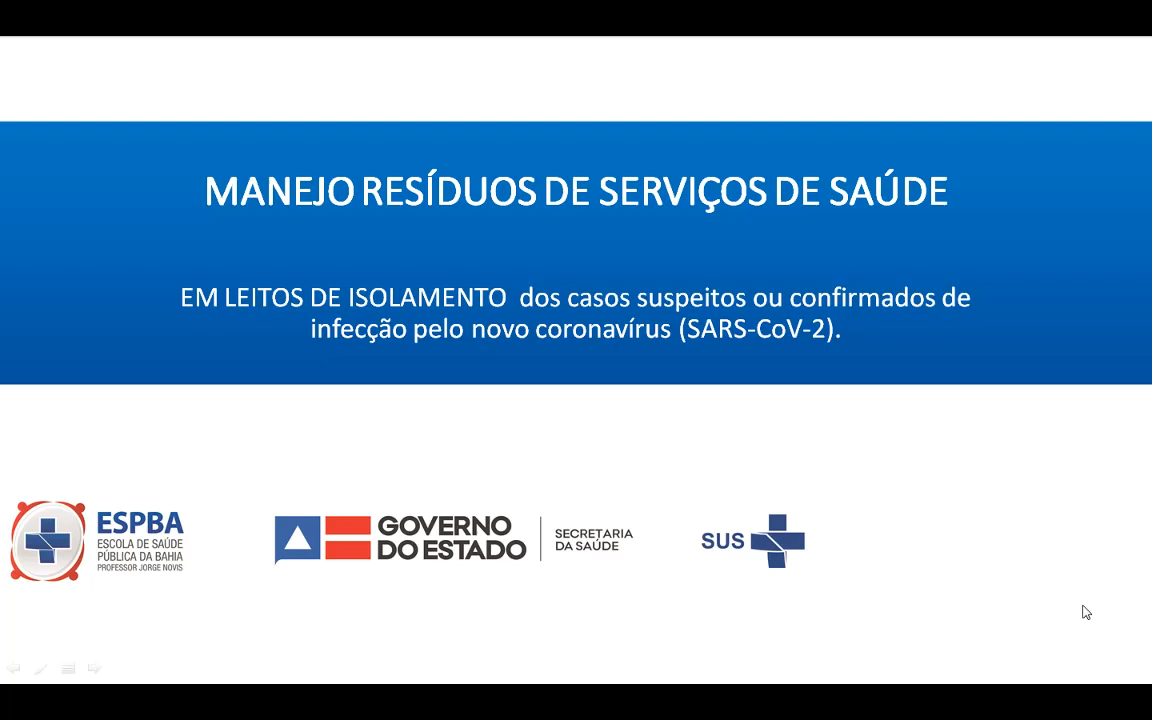 MANEJO RESÍDUOS DE SERVIÇOS DE SAÚDE
EM LEITOS DE ISOLAMENTO dos casos suspeitos ou confirmados de
infecção pelo novo coronavírus (SARS-CoV-2).
ESPBA
ESCOLA DE SAÚDE
PÚBLICA DA BAHIA
PROFESSOR JORGE NOVIS
GOVERNO
DO ESTADO
SECRETARIA
DA SAÚDE
SUS